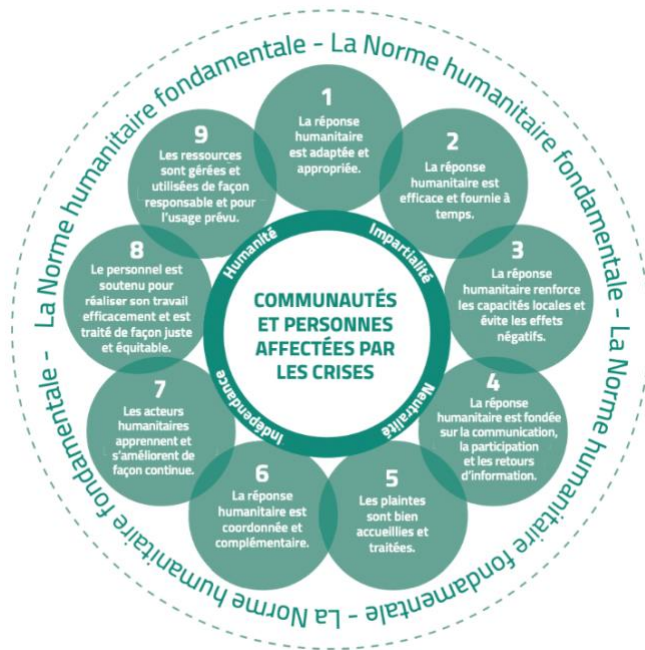 La Norme humanitaire fondamentale - La Norme humanitaire fondamentale - La Norme humanitaire fondamentale - La Norme humanitaire fondamentale -
1
La réponse
humanitaire
est adaptée et
appropriée.
2
La réponse
humanitaire est
efficace et fournie à
temps.
3
La réponse
humanitaire renforce
les capacités locales et
évite les effets
négatifs.
4
La réponse
humanitaire est fondée
sur la communication,
la participation
et les retours
d'information.
5
Les plaintes
sont bien
accueillies et
traitées.
6
La réponse
humanitaire est
coordonnée et
complémentaire.
7
Les acteurs
humanitaires
apprennent et
s'améliorent de
façon continue.
8
Le personnel est
soutenu pour
réaliser son travail
efficacement et est
traité de façon juste
et équitable.
9
Les ressources
sont gérées et
utilisées de façon
responsable et pour
l'usage prévu.
Humanité
Impartialité
Neutralité
Indépendance
COMMUNAUTÉS
ET PERSONNES
AFFECTÉES PAR
LES CRISES